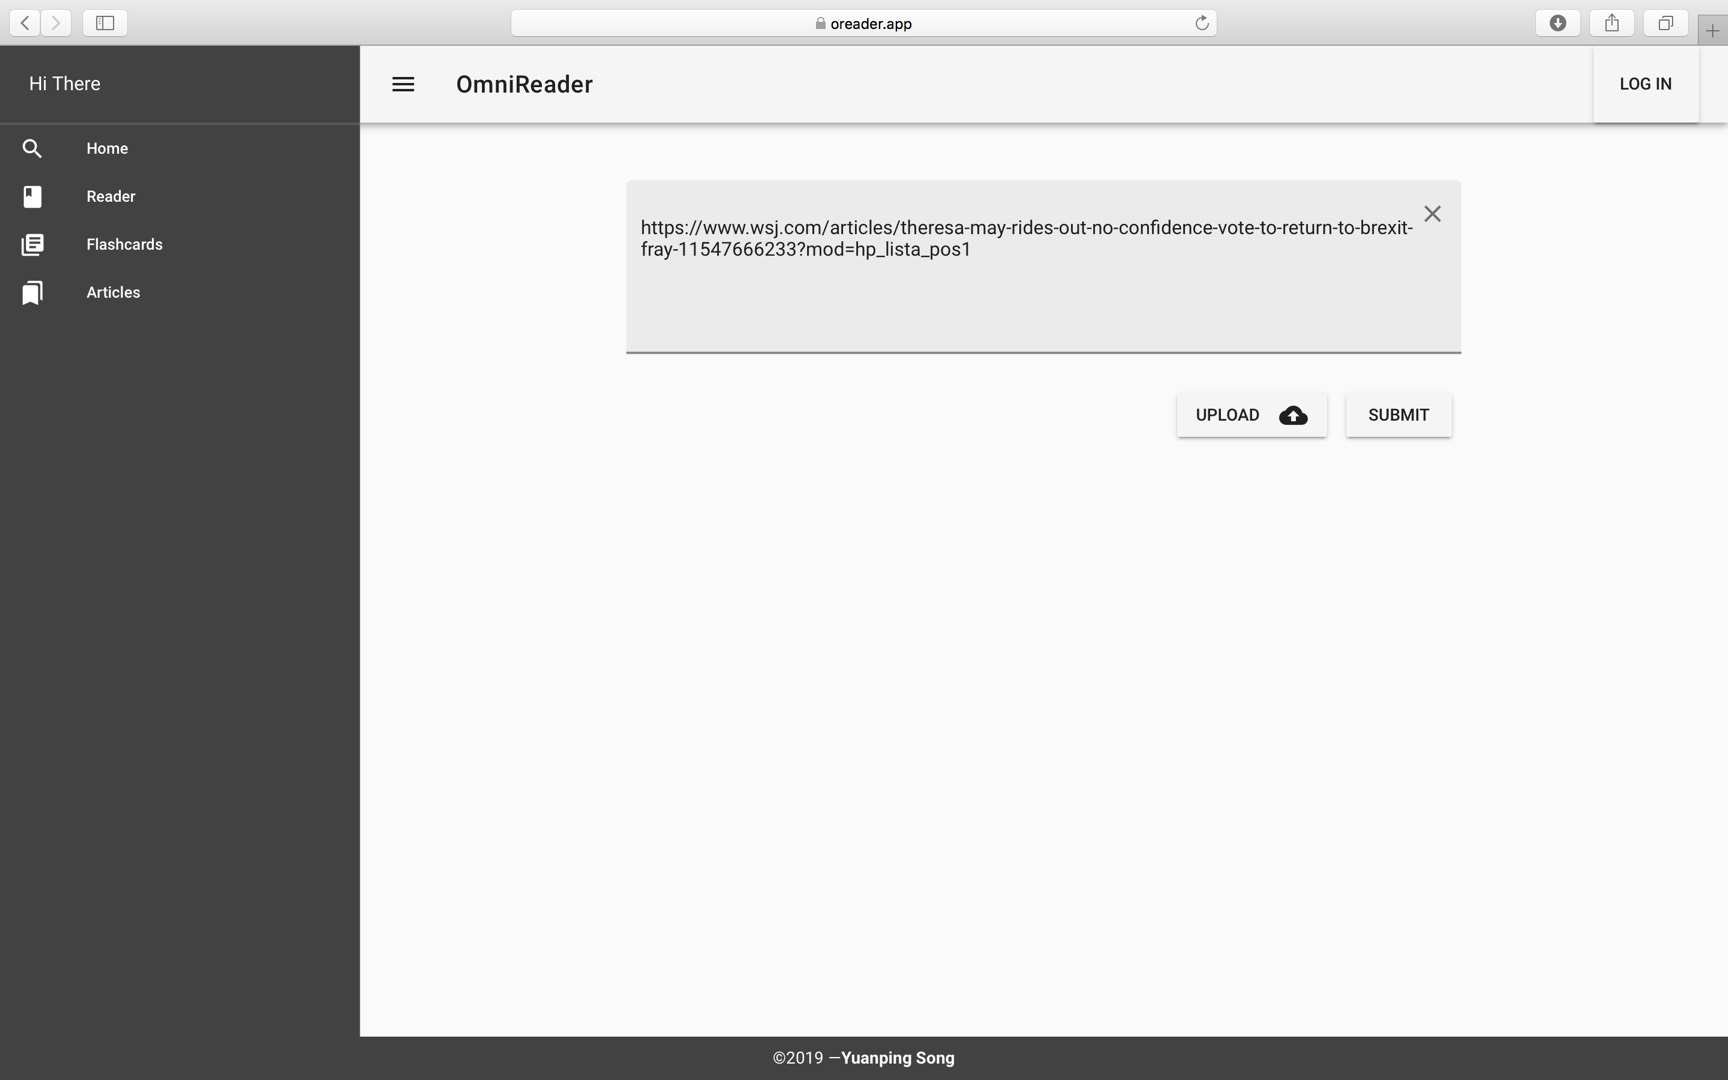 oreader.app
Hi There
OmniReader
LOG IN
Home
Reader
Flashcards
Articles
https://www.wsj.com/articles/theresa-may-rides-out-no-confidence-vote-to-return-to-brexit-
fray-11547666233?mod=hp_lista_pos1
UPLOAD
SUBMIT
©2019 —Yuanping Song